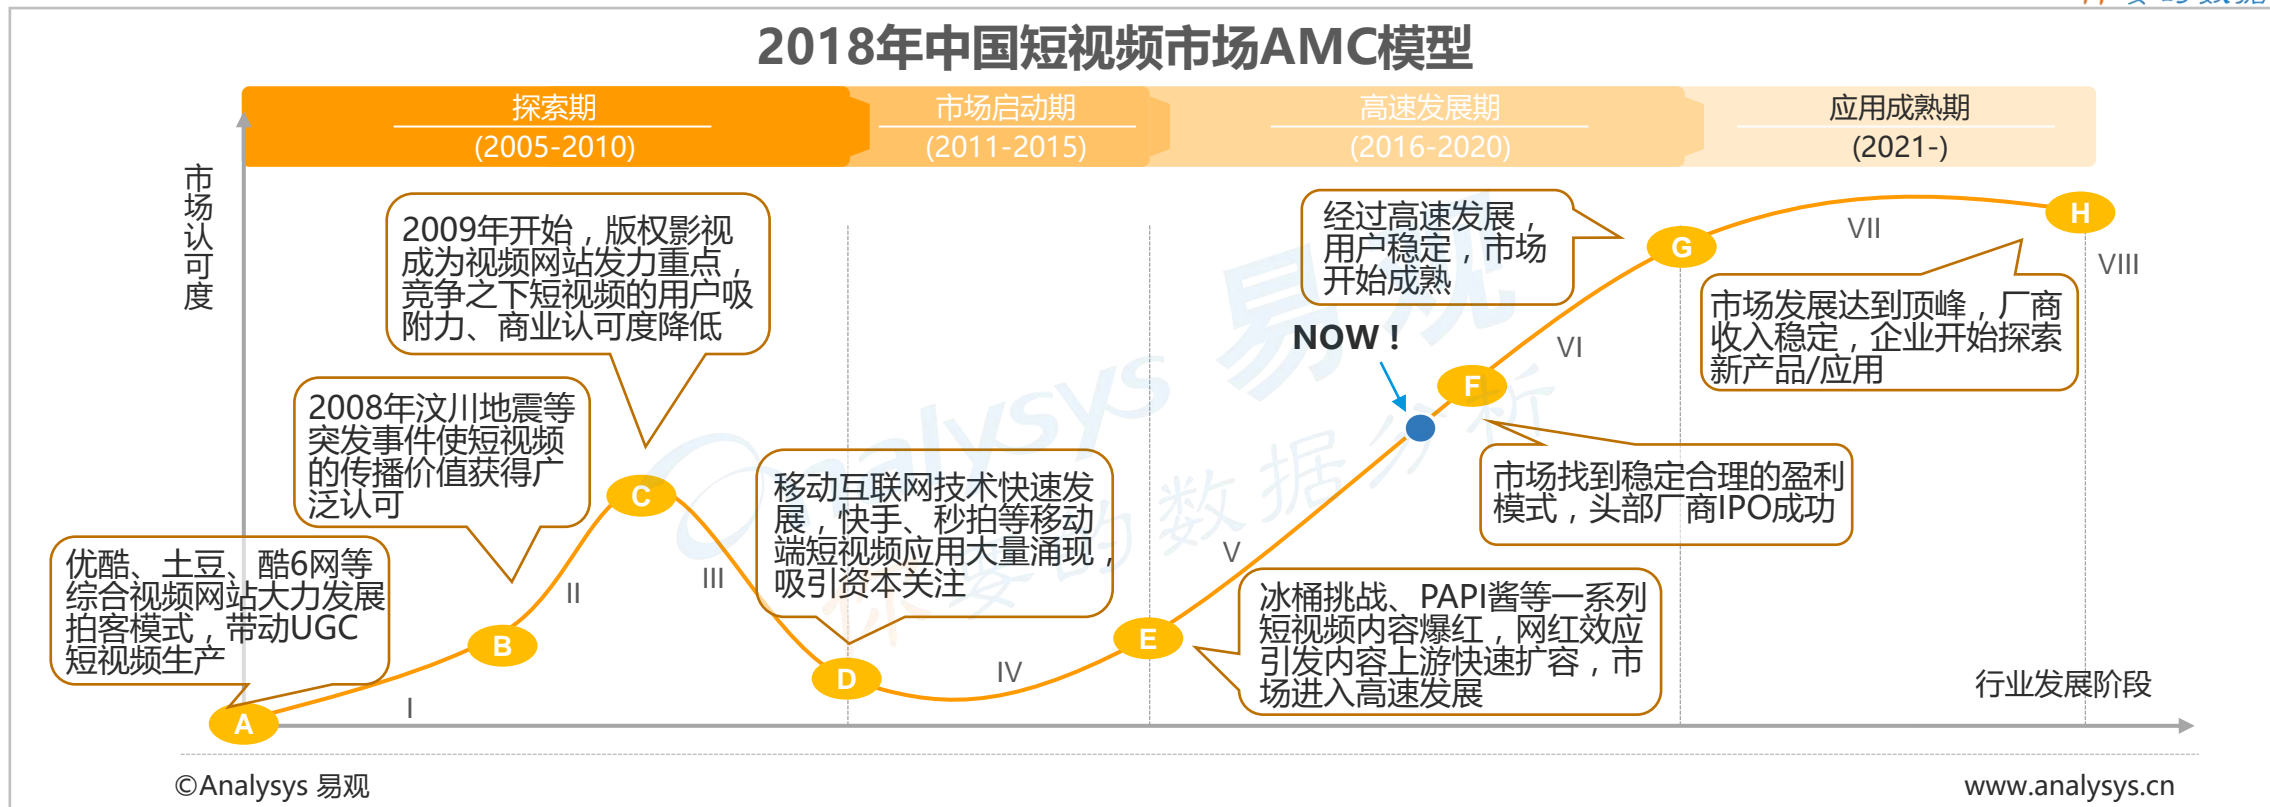 2018年中国短视频市场AMC模型
探索期
(2005-2010)
市场启动期
(2011-2015)
高速发展期
(2016-2020)
应用成熟期
(2021-)
市场认可度
2009年开始，版权影视
成为视频网站发力重点，
竞争之下短视频的用户吸
附力、商业认可度降低
经过高速发展，
用户稳定，市场
开始成熟
G
VII
H
VIII
市场发展达到顶峰，厂商
收入稳定，企业开始探索
新产品/应用
NOW！
VI
F
2008年汶川地震等
突发事件使短视频
的传播价值获得广
泛认可
C
移动互联网技术快速发
展，快手、秒拍等移动
端短视频应用大量涌现，
吸引资本关注
市场找到稳定合理的盈利
模式，头部厂商IPO成功
优酷、土豆、酷6网等
综合视频网站大力发展
拍客模式，带动UGC
短视频生产
II
III
V
冰桶挑战、PAPI酱等一系列
短视频内容爆红，网红效应
引发内容上游快速扩容，市
场进入高速发展
B
D
IV
E
A
I
行业发展阶段
nalysys 易观
你要的数据分析
©Analysys 易观
www.analysys.cn